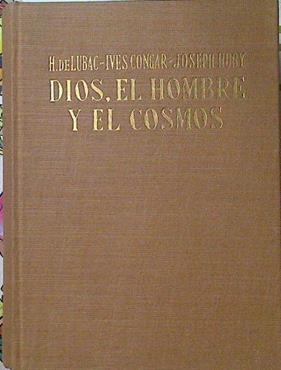 H. DE LUBAC-IVES CONGAR-JOSEPH HUBY
DIOS, EL HOMBRE
Y EL COSMOS